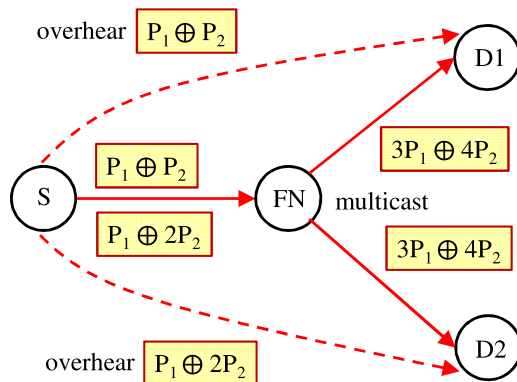 overhear P₁ ⊕ P₂
D1
P₁ ⊕ P₂
3P₁ ⊕ 4P₂
S
FN
multicast
P₁ ⊕ 2P₂
3P₁ ⊕ 4P₂
D2
overhear P₁ ⊕ 2P₂